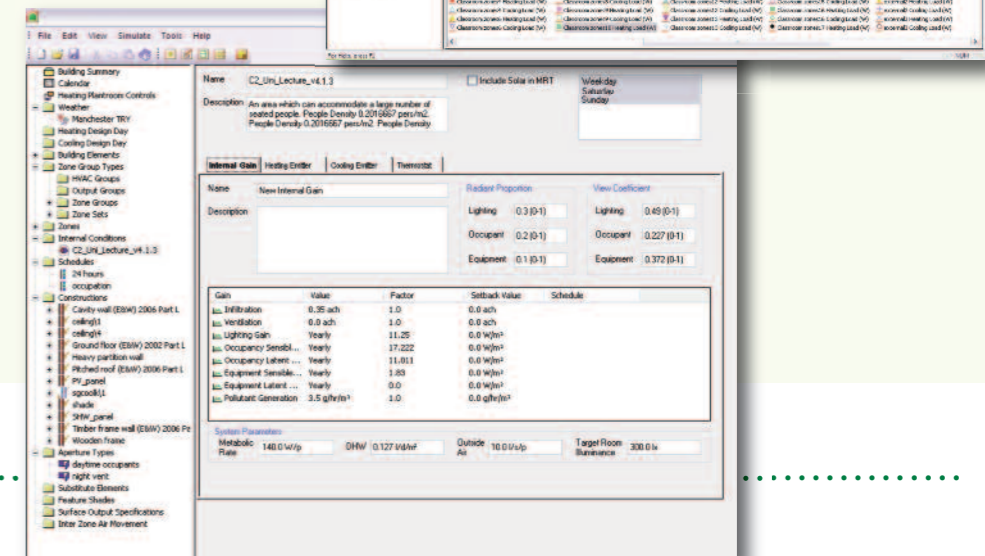 File Edit View Simulate Tools Help
For Help, press F1
Building Summary
Calendar
Heating Plantroom Controls
Weather
Manchester TRY
Heating Design Day
Cooling Design Day
Building Elements
Zone Group Types
HVAC Groups
Output Groups
Zone Groups
Zone Sets
Zones
Internal Conditions
C2_Uni_Lecture_v4.1.3
Schedules
24 hours
occupation
Constructions
Cavity wall (E&W) 2006 Part L
ceiling\1
ceiling\4
Ground floor (E&W) 2002 Part L
Heavy partition wall
Pitched roof (E&W) 2006 Part L
PV_panel
shade
SHW_panel
Timber frame wall (E&W) 2006 Pa
Wooden frame
Aperture Types
daytime occupants
night vent
Substitute Elements
Feature Shades
Surface Output Specifications
Inter Zone Air Movement
Name C2_Uni_Lecture_v4.1.3
Include Solar in MRT
Weekday
Saturday
Sunday
Description An area which can accommodate a large number of
seated people. People Density 0.2016667 pers/m2.
People Density 0.2016667 pers/m2. People Density
Internal Gain Heating Emitter Cooling Emitter Thermostat
Name New Internal Gain
Description
Radiant Proportion View Coefficient
Lighting 0.3 (0-1) Lighting 0.49 (0-1)
Occupant 0.2 (0-1) Occupant 0.227 (0-1)
Equipment 0.1 (0-1) Equipment 0.372 (0-1)
Gain Value Factor Setback Value Schedule
Infiltration 0.35 ach 1.0 0.0 ach
Ventilation 0.0 ach 1.0 0.0 ach
Lighting Gain Yearly 11.25 0.0 W/m²
Occupancy Sensibl... Yearly 17.222 0.0 W/m²
Occupancy Latent ... Yearly 11.011 0.0 W/m²
Equipment Sensible... Yearly 1.83 0.0 W/m²
Equipment Latent ... Yearly 0.0 0.0 W/m²
Pollutant Generation 3.5 g/hr/m² 1.0 0.0 g/hr/m²
System Parameters
Metabolic Rate 140.0 W/p DHW 0.127 l/d/m² Outside Air 10.0 l/s/p Target Room Illuminance 300.0 lx